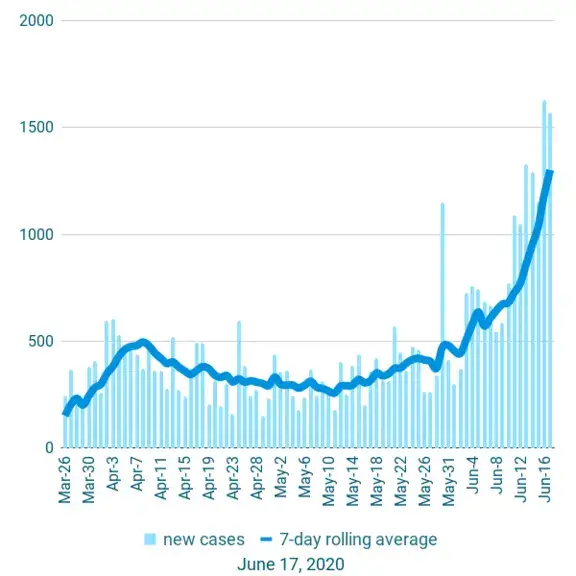 2000
1500
1000
500
0
Mar-26 Mar-30 Apr-3 Apr-7 Apr-11 Apr-15 Apr-19 Apr-23 Apr-28 May-2 May-6 May-10 May-14 May-18 May-22 May-26 May-31 Jun-4 Jun-8 Jun-12 Jun-16
new cases 7-day rolling average
June 17, 2020